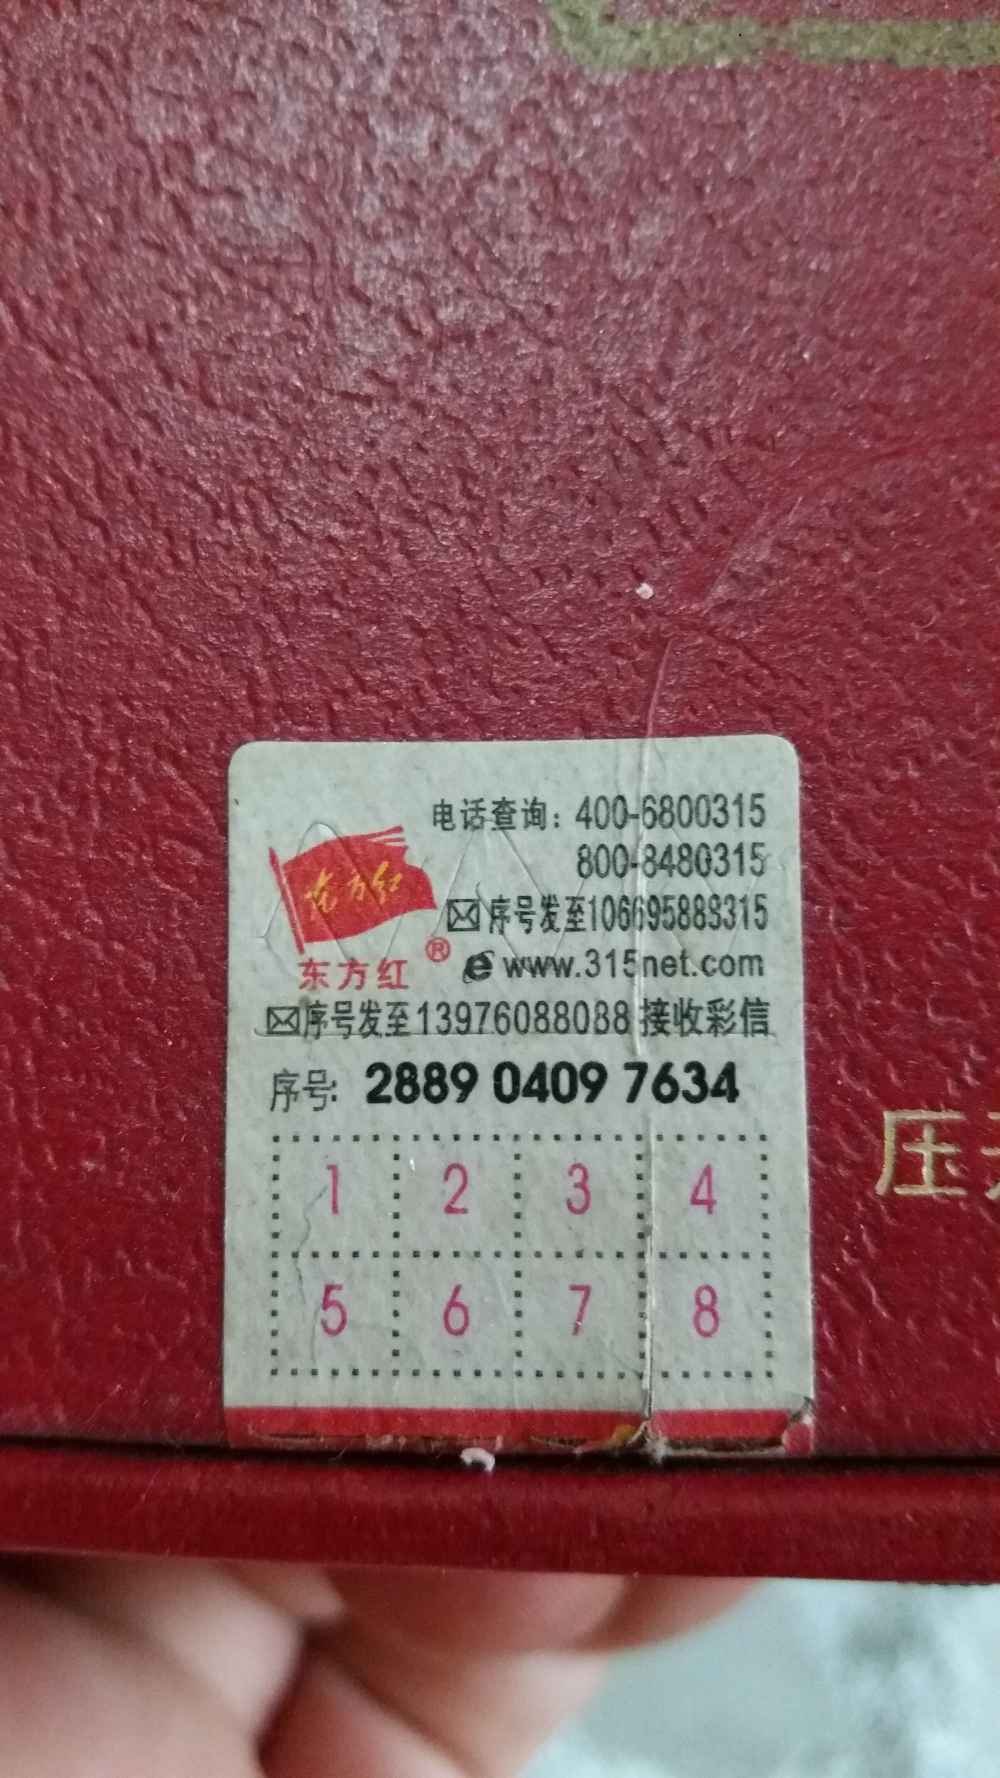 电话查询：400-6800315
800-8480315
东方红
序号发至106695889315
东方红®
www.315net.com
序号发至13976088088接收彩信
序号: 2889 0409 7634
1 2 3 4
5 6 7 8
压